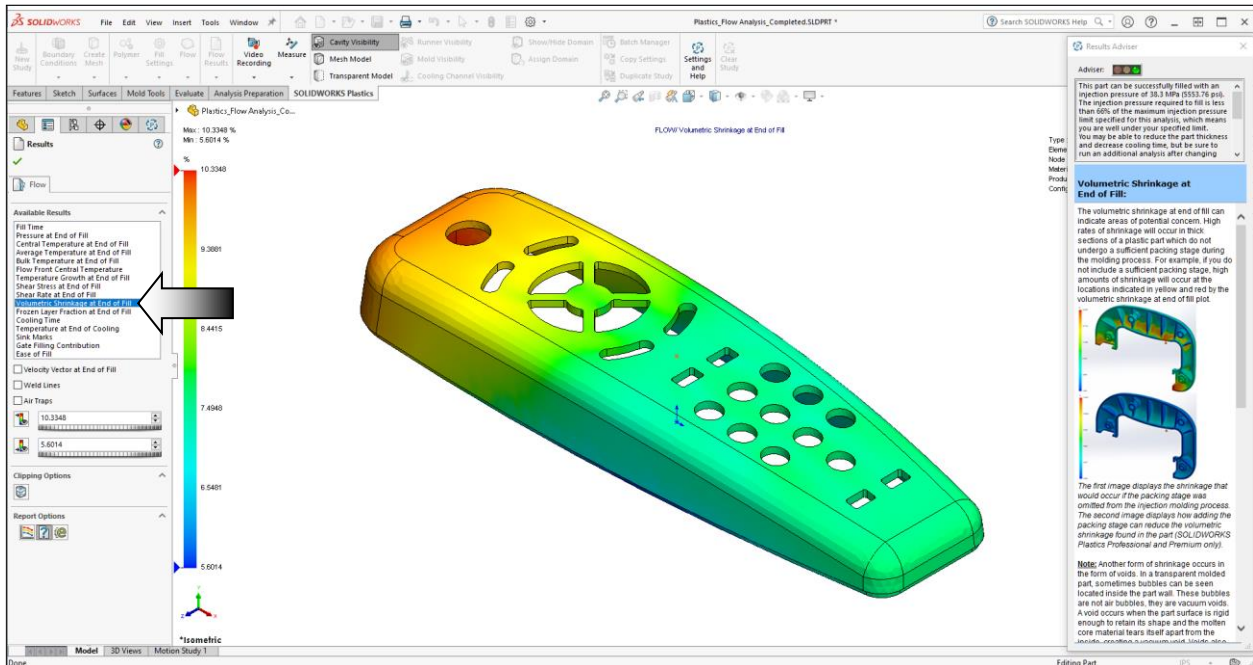 SOLIDWORKS File Edit View Insert Tools Window Plastics_Flow Analysis_Completed.SLDPRT * Search SOLIDWORKS Help
New Study
Boundary Conditions
Create Mesh
Polymer
Fill Settings
Flow
Flow Results
Video Recording
Measure
Cavity Visibility
Mesh Model
Transparent Model
Runner Visibility
Mold Visibility
Cooling Channel Visibility
Show/Hide Domain
Assign Domain
Batch Manager
Copy Settings
Duplicate Study
Settings and Help
Clear Study
Features Sketch Surfaces Mold Tools Evaluate Analysis Preparation SOLIDWORKS Plastics
Results
Flow
Available Results
Fill Time
Pressure at End of Fill
Central Temperature at End of Fill
Average Temperature at End of Fill
Bulk Temperature at End of Fill
Flow Front Central Temperature
Temperature Growth at End of Fill
Shear Stress at End of Fill
Shear Rate at End of Fill
Volumetric Shrinkage at End of Fill
Frozen Layer Fraction at End of Fill
Cooling Time
Temperature at End of Cooling
Sink Marks
Gate Filling Contribution
Ease of Fill
Velocity Vector at End of Fill
Weld Lines
Air Traps
10.3348
5.6014
Clipping Options
Report Options
Plastics_Flow Analysis_Co...
Max : 10.3348 %
Min : 5.6014 %
%
10.3348
9.3881
8.4415
7.4948
6.5481
5.6014
FLOW/ Volumetric Shrinkage at End of Fill
Type
Eleme
Node
Materi
Produ
Config
*Isometric
Results Adviser
Adviser:
This part can be successfully filled with an
injection pressure of 38.3 MPa (5553.76 psi).
The injection pressure required to fill is less
than 66% of the maximum injection pressure
limit specified for this analysis, which means
you are well under your specified limit.
You may be able to reduce the part thickness
and decrease cooling time, but be sure to
run an additional analysis after changing
Volumetric Shrinkage at
End of Fill:
The volumetric shrinkage at end of fill can
indicate areas of potential concern. High
rates of shrinkage will occur in thick
sections of a plastic part which do not
undergo a sufficient packing stage during
the molding process. For example, if you do
not include a sufficient packing stage, high
amounts of shrinkage will occur at the
locations indicated in yellow and red by the
volumetric shrinkage at end of fill plot.
The first image displays the shrinkage that
would occur if the packing stage was
omitted from the injection molding process.
The second image displays how adding the
packing stage can reduce the volumetric
shrinkage found in the part (SOLIDWORKS
Plastics Professional and Premium only).
Note: Another form of shrinkage occurs in
the form of voids. In a transparent molded
part, sometimes bubbles can be seen
located inside the part wall. These bubbles
are not air bubbles, they are vacuum voids.
A void occurs when the part surface is rigid
enough to retain its shape and the molten
core material tears itself apart from the
inside, creating a vacuum void. Voids also
Model 3D Views Motion Study 1
Done Editing Part IPS